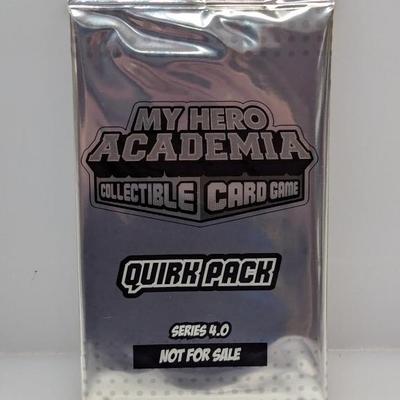 MY HERO
ACADEMIA
COLLECTIBLE CARD GAME
QUIRK PACK
SERIES 4.0
NOT FOR SALE